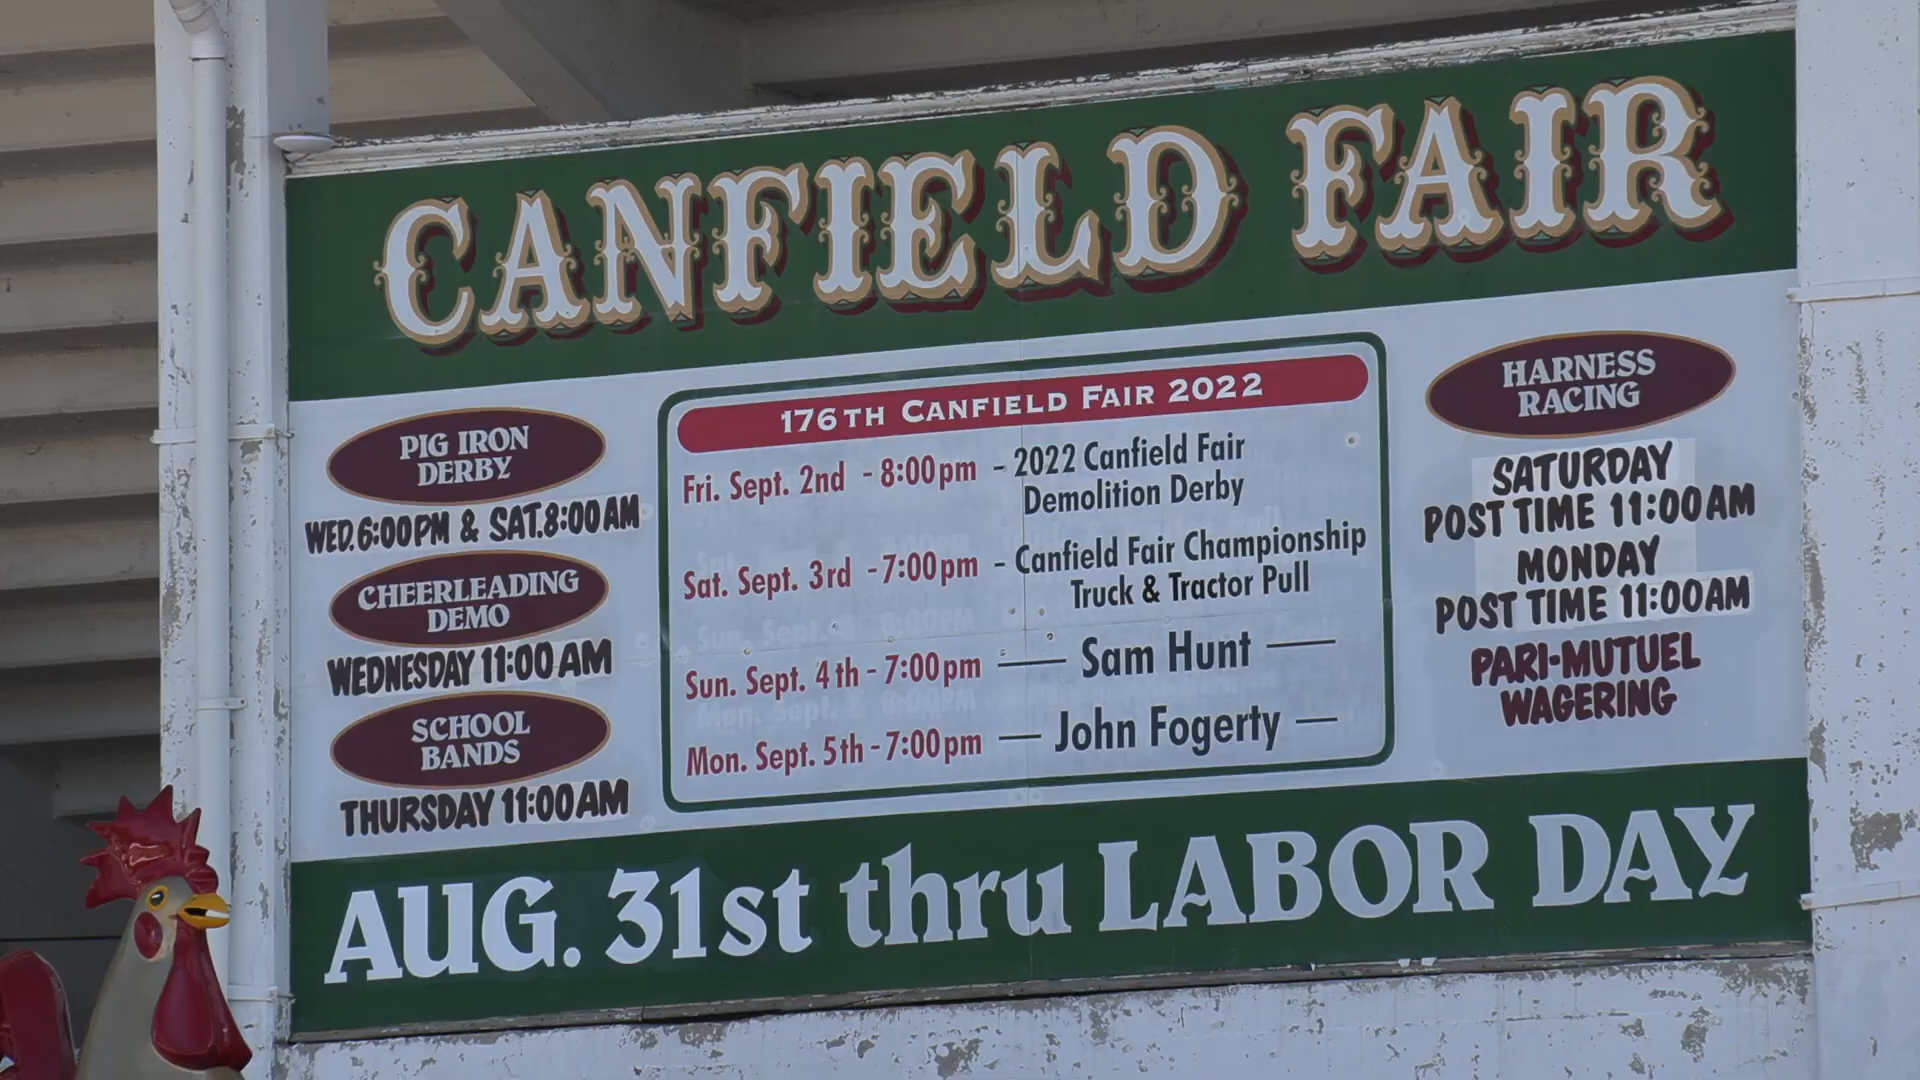 CANFIELD FAIR
PIG IRON
DERBY
WED. 6:00PM & SAT. 8:00AM
CHEERLEADING
DEMO
WEDNESDAY 11:00 AM
SCHOOL
BANDS
THURSDAY 11:00AM
176TH CANFIELD FAIR 2022
Fri. Sept. 2nd - 8:00pm - 2022 Canfield Fair
Demolition Derby
Sat. Sept. 3rd - 7:00pm - Canfield Fair Championship
Truck & Tractor Pull
Sun. Sept. 4th - 7:00pm — Sam Hunt —
Mon. Sept. 5th - 7:00pm — John Fogerty —
HARNESS
RACING
SATURDAY
POST TIME 11:00AM
MONDAY
POST TIME 11:00AM
PARI-MUTUEL
WAGERING
AUG. 31st thru LABOR DAY